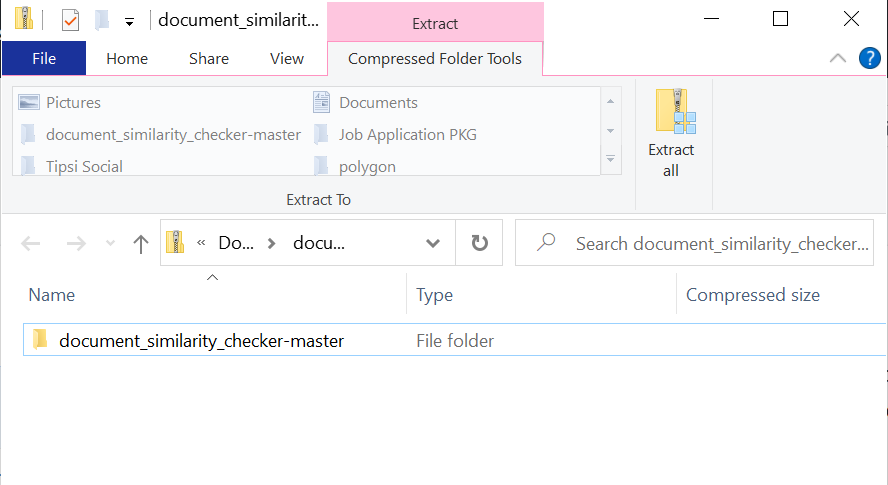 document_similarit...
Extract
File
Home
Share
View
Compressed Folder Tools
Pictures
Documents
document_similarity_checker-master
Job Application PKG
Tipsi Social
polygon
Extract To
Extract
all
« Do... docu...
Search document_similarity_checker...
Name
Type
Compressed size
document_similarity_checker-master
File folder